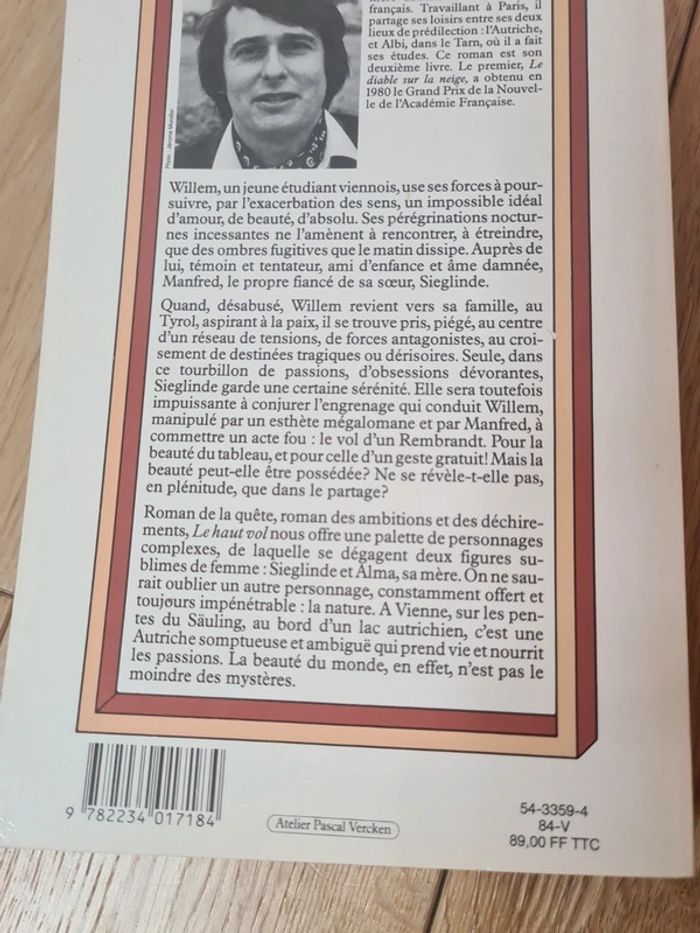 français. Travaillant à Paris, il
partage ses loisirs entre ses deux
lieux de prédilection : l'Autriche,
et Albi, dans le Tarn, où il a fait
ses études. Ce roman est son
deuxième livre. Le premier, Le
diable sur la neige, a obtenu en
1980 le Grand Prix de la Nouvel-
le de l'Académie Française.
Photo : Jérome Mundler
Willem, un jeune étudiant viennois, use ses forces à pour-
suivre, par l'exacerbation des sens, un impossible idéal
d'amour, de beauté, d'absolu. Ses pérégrinations noctur-
nes incessantes ne l'amènent à rencontrer, à étreindre,
que des ombres fugitives que le matin dissipe. Auprès de
lui, témoin et tentateur, ami d'enfance et âme damnée,
Manfred, le propre fiancé de sa sœur, Sieglinde.
Quand, désabusé, Willem revient vers sa famille, au
Tyrol, aspirant à la paix, il se trouve pris, piégé, au centre
d'un réseau de tensions, de forces antagonistes, au croi-
sement de destinées tragiques ou dérisoires. Seule, dans
ce tourbillon de passions, d'obsessions dévorantes,
Sieglinde garde une certaine sérénité. Elle sera toutefois
impuissante à conjurer l'engrenage qui conduit Willem,
manipulé par un esthète mégalomane et par Manfred, à
commettre un acte fou : le vol d'un Rembrandt. Pour la
beauté du tableau, et pour celle d'un geste gratuit! Mais la
beauté peut-elle être possédée? Ne se révèle-t-elle pas,
en plénitude, que dans le partage?
Roman de la quête, roman des ambitions et des déchire-
ments, Le haut vol nous offre une palette de personnages
complexes, de laquelle se dégagent deux figures su-
blimes de femme : Sieglinde et Alma, sa mère. On ne sau-
rait oublier un autre personnage, constamment offert et
toujours impénétrable : la nature. A Vienne, sur les pen-
tes du Säuling, au bord d'un lac autrichien, c'est une
Autriche somptueuse et ambiguë qui prend vie et nourrit
les passions. La beauté du monde, en effet, n'est pas le
moindre des mystères.
9 782234 017184
Atelier Pascal Vercken
54-3359-4
84-V
89,00 FF TTC